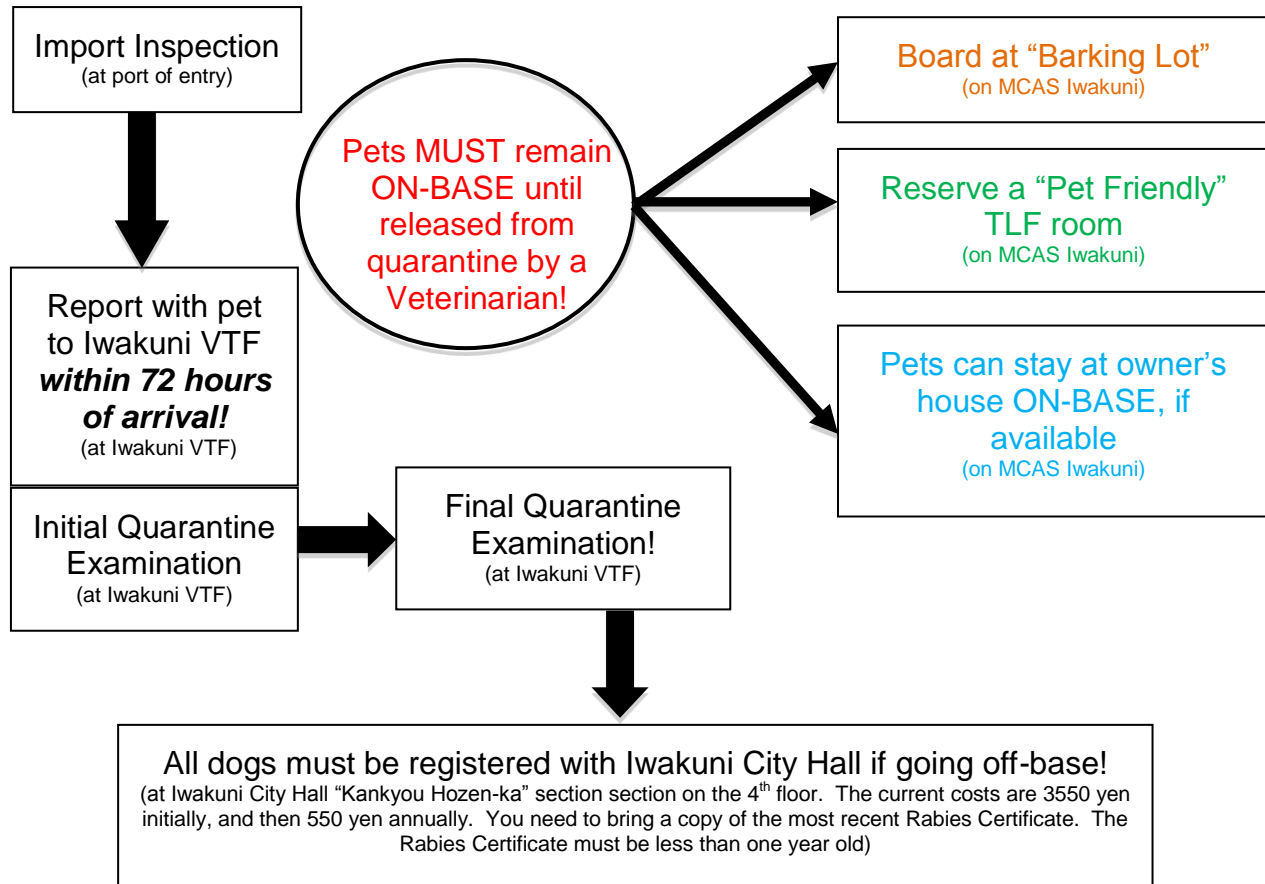 Import Inspection
(at port of entry)
Report with pet
to Iwakuni VTF
within 72 hours
of arrival!
(at Iwakuni VTF)
Initial Quarantine
Examination
(at Iwakuni VTF)
Final Quarantine
Examination!
(at Iwakuni VTF)
Pets MUST remain
ON-BASE until
released from
quarantine by a
Veterinarian!
Board at “Barking Lot”
(on MCAS Iwakuni)
Reserve a “Pet Friendly”
TLF room
(on MCAS Iwakuni)
Pets can stay at owner’s
house ON-BASE, if
available
(on MCAS Iwakuni)
All dogs must be registered with Iwakuni City Hall if going off-base!
(at Iwakuni City Hall “Kankyou Hozen-ka” section section on the 4th floor. The current costs are 3550 yen
initially, and then 550 yen annually. You need to bring a copy of the most recent Rabies Certificate. The
Rabies Certificate must be less than one year old)